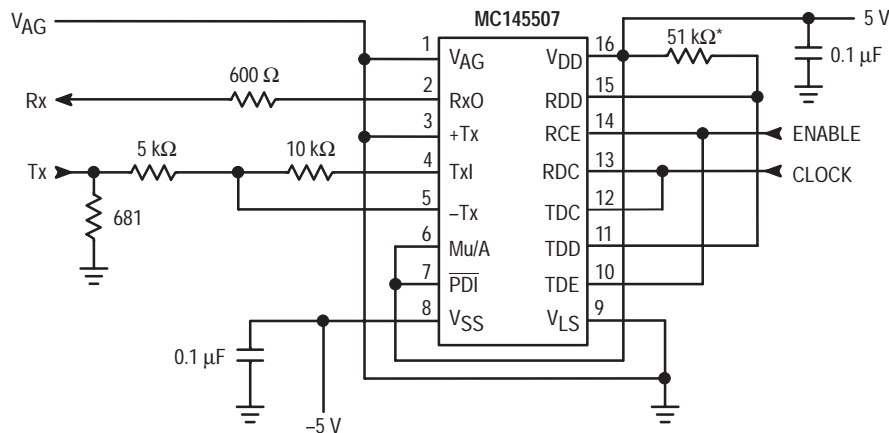 MC145507
VAG
5 V
1
VAG
VDD
16
51 kΩ*
0.1 μF
600 Ω
2
RxO
RDD
15
Rx
3
+Tx
RCE
14
ENABLE
5 kΩ
10 kΩ
4
TxI
RDC
13
Tx
CLOCK
5
–Tx
TDC
12
681
6
Mu/A
TDD
11
7
PDI
TDE
10
8
VSS
VLS
9
0.1 μF
–5 V